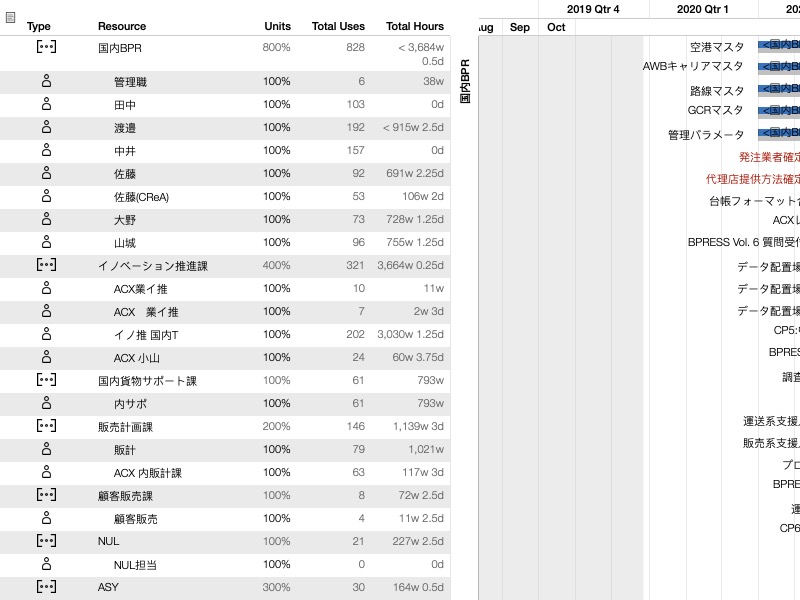 Type Resource Units Total Uses Total Hours
国内BPR 800% 828 < 3,684w
0.5d
管理職 100% 6 38w
田中 100% 103 0d
渡邉 100% 192 < 915w 2.5d
中井 100% 157 0d
佐藤 100% 92 691w 2.25d
佐藤(CReA) 100% 53 106w 2d
大野 100% 73 728w 1.25d
山城 100% 96 755w 1.25d
イノベーション推進課 400% 321 3,664w 0.25d
ACX業イ推 100% 10 11w
ACX　業イ推 100% 7 2w 3d
イノ推 国内T 100% 202 3,030w 1.25d
ACX 小山 100% 24 60w 3.75d
国内貨物サポート課 100% 61 793w
内サポ 100% 61 793w
販売計画課 200% 146 1,139w 3d
販計 100% 79 1,021w
ACX 内販計課 100% 63 117w 3d
顧客販売課 100% 8 72w 2.5d
顧客販売 100% 4 11w 2.5d
NUL 100% 21 227w 2.5d
NUL担当 100% 0 0d
ASY 300% 30 164w 0.5d
2019 Qtr 4 2020 Qtr 1 202
ug Sep Oct
国内BPR
空港マスタ <国内B
AWBキャリアマスタ <国内B
路線マスタ <国内B
GCRマスタ <国内B
管理パラメータ <国内B
発注業者確定
代理店提供方法確定
台帳フォーマット
ACX
BPRESS Vol. 6 質問受
データ配置場
データ配置場
データ配置場
CP5:
BPRES
調査
運送系支援
販売系支援
プロ
BPRE
運
CP6